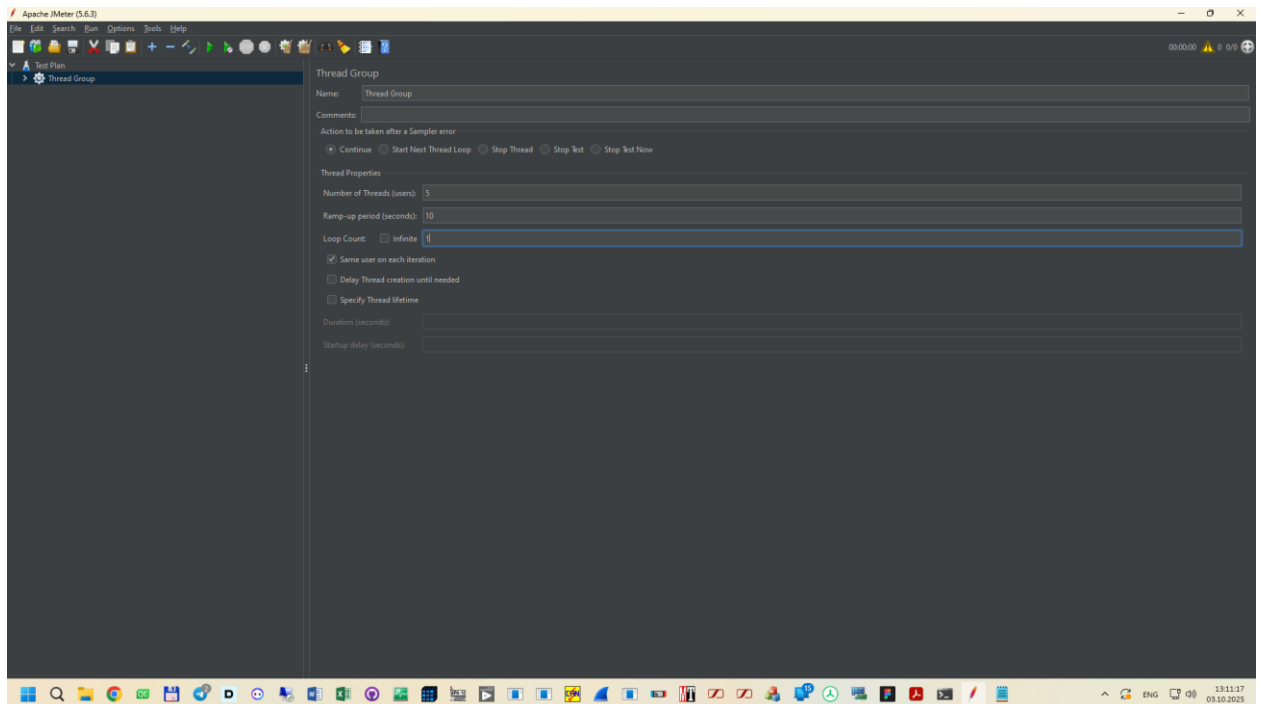 Apache JMeter (5.6.3)
File Edit Search Run Options Tools Help
00:00:00 0 0/0
Test Plan
Thread Group
Thread Group
Name: Thread Group
Comments:
Action to be taken after a Sampler error
Continue Start Next Thread Loop Stop Thread Stop Test Stop Test Now
Thread Properties
Number of Threads (users): 5
Ramp-up period (seconds): 10
Loop Count: Infinite 1
Same user on each iteration
Delay Thread creation until needed
Specify Thread lifetime
Duration (seconds):
Startup delay (seconds):
ENG 13:11:17
03.10.2025